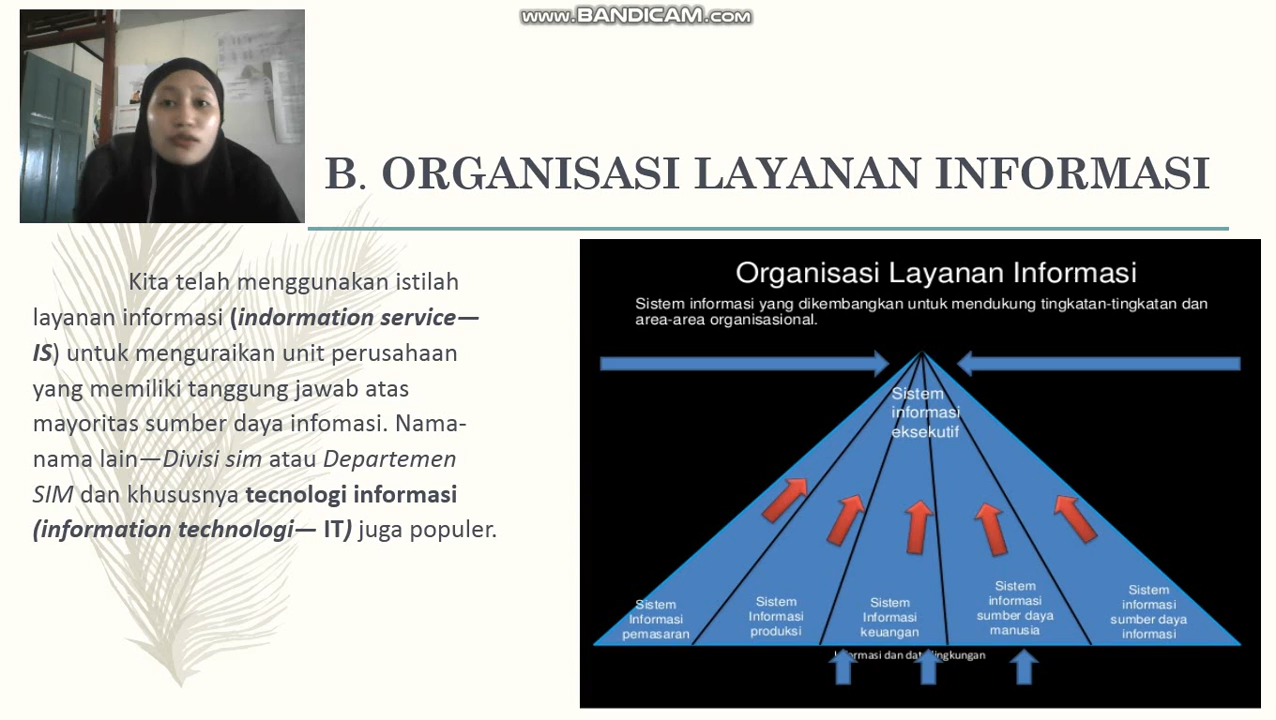 WWW.BANDICAM.COM
B. ORGANISASI LAYANAN INFORMASI
Kita telah menggunakan istilah
layanan informasi (indormation service—
IS) untuk menguraikan unit perusahaan
yang memiliki tanggung jawab atas
mayoritas sumber daya infomasi. Nama-
nama lain—Divisi sim atau Departemen
SIM dan khususnya tecnologi informasi
(information technologi— IT) juga populer.
Organisasi Layanan Informasi
Sistem informasi yang dikembangkan untuk mendukung tingkatan-tingkatan dan
area-area organisasional.
Sistem
informasi
eksekutif
Sistem
Informasi
pemasaran
Sistem
Informasi
produksi
Sistem
Informasi
keuangan
Sistem
informasi
sumber daya
manusia
Sistem
informasi
sumber daya
informasi
Informasi dan data lingkungan